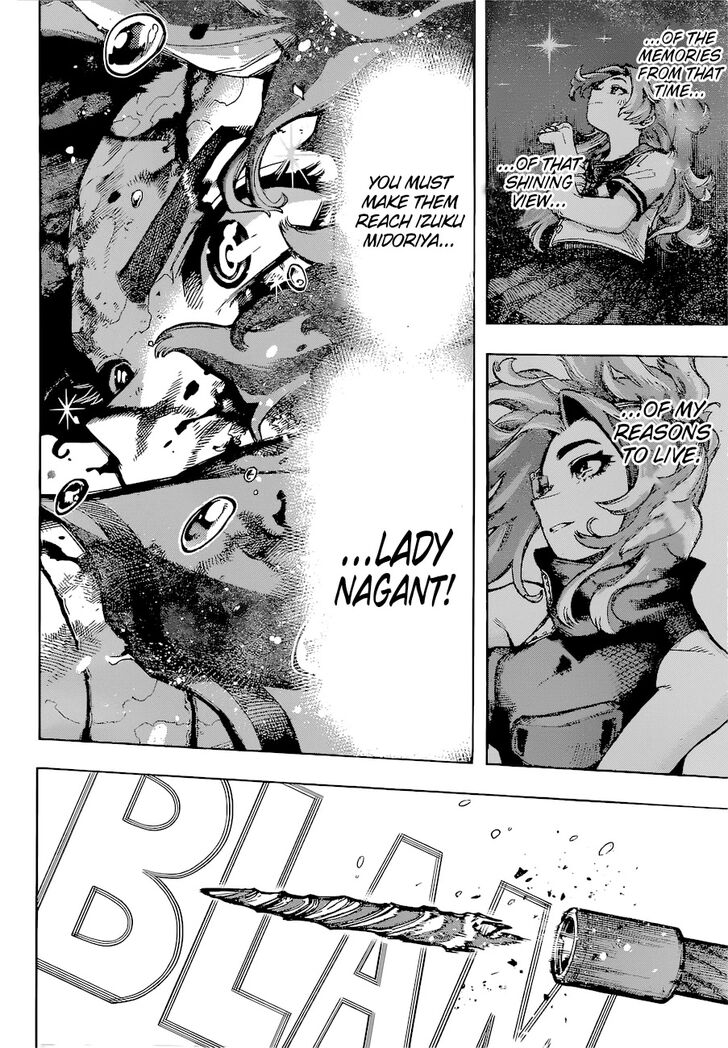 ...OF THE
MEMORIES
FROM THAT
TIME...
...OF THAT
SHINING
VIEW...
...OF MY
REASONS
TO LIVE.
YOU MUST
MAKE THEM
REACH IZUKU
MIDORIYA...
...LADY
NAGANT!
BLAM